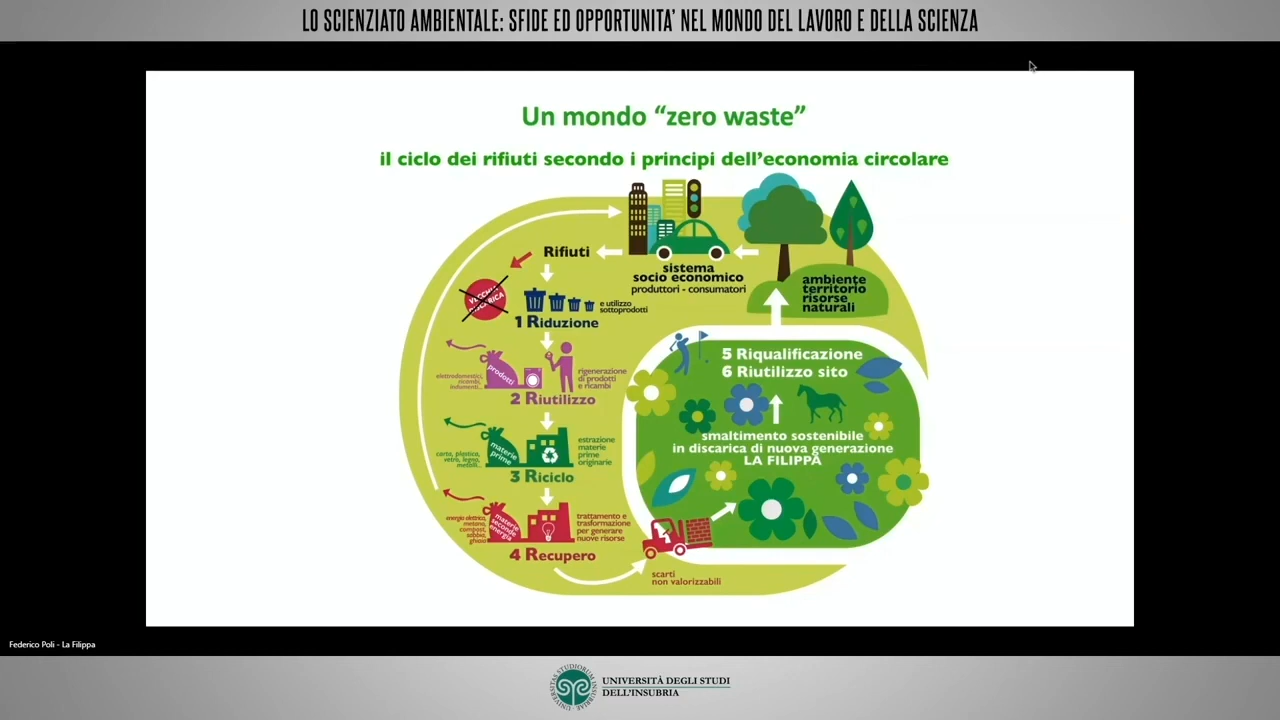 LO SCIENZIATO AMBIENTALE: SFIDE ED OPPORTUNITA' NEL MONDO DEL LAVORO E DELLA SCIENZA
Un mondo “zero waste”
il ciclo dei rifiuti secondo i principi dell'economia circolare
Rifiuti
sistema
socio economico
produttori - consumatori
ambiente
territorio
risorse
naturali
VECCHIA
DISCARICA
e utilizzo
sottoprodotti
1 Riduzione
prodotti
elettrodomestici,
ricambi,
indumenti...
rigenerazione
di prodotti
e ricambi
2 Riutilizzo
materie
prime
carta, plastica,
vetro, legno,
metalli...
estrazione
materie
prime
originarie
3 Riciclo
materie
seconde
energia
energia elettrica,
metano,
compost,
sabbia,
ghiaia
trattamento e
trasformazione
per generare
nuove risorse
4 Recupero
scarti
non valorizzabili
5 Riqualificazione
6 Riutilizzo sito
smaltimento sostenibile
in discarica di nuova generazione
LA FILIPPA
Federico Poli - La Filippa
UNIVERSITÀ DEGLI STUDI
DELL'INSUBRIA